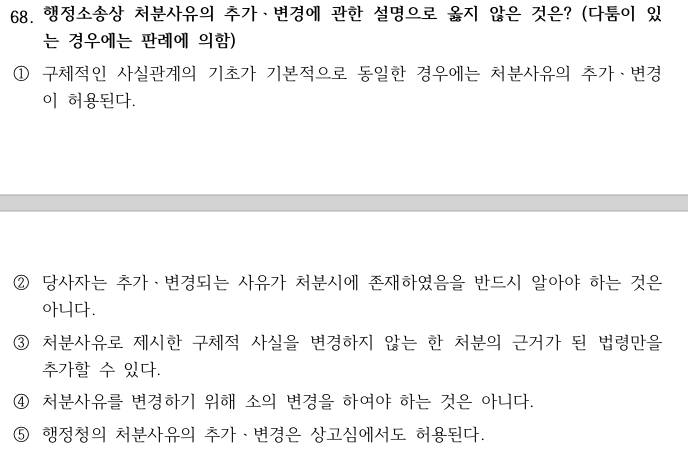 68. 행정소송상 처분사유의 추가ㆍ변경에 관한 설명으로 옳지 않은 것은? (다툼이 있
는 경우에는 판례에 의함)
① 구체적인 사실관계의 기초가 기본적으로 동일한 경우에는 처분사유의 추가ㆍ변경
이 허용된다.
② 당사자는 추가ㆍ변경되는 사유가 처분시에 존재하였음을 반드시 알아야 하는 것은
아니다.
③ 처분사유로 제시한 구체적 사실을 변경하지 않는 한 처분의 근거가 된 법령만을
추가할 수 있다.
④ 처분사유를 변경하기 위해 소의 변경을 하여야 하는 것은 아니다.
⑤ 행정청의 처분사유의 추가ㆍ변경은 상고심에서도 허용된다.